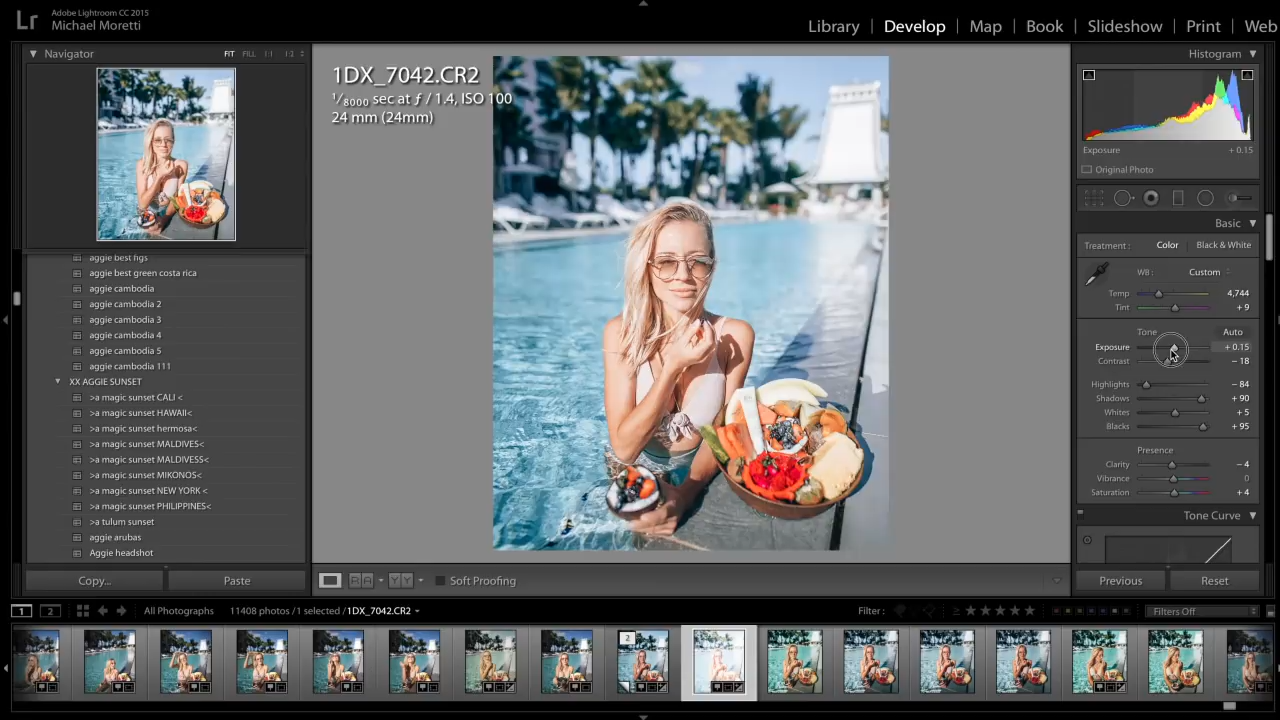 Lr
Adobe Lightroom CC 2015
Michael Moretti
Library | Develop | Map | Book | Slideshow | Print | Web
Navigator FIT FILL 1:1 1:2
aggie best figs
aggie best green costa rica
aggie cambodia
aggie cambodia 2
aggie cambodia 3
aggie cambodia 4
aggie cambodia 5
aggie cambodia 111
XX AGGIE SUNSET
>a magic sunset CALI <
>a magic sunset HAWAII<
>a magic sunset hermosa<
>a magic sunset MALDIVES<
>a magic sunset MALDIVESS<
>a magic sunset MIKONOS<
>a magic sunset NEW YORK <
>a magic sunset PHILIPPINES<
>a tulum sunset
aggie arubas
Aggie headshot
Copy...
Paste
1DX_7042.CR2
1/8000 sec at ƒ / 1.4, ISO 100
24 mm (24mm)
Soft Proofing
Histogram
Exposure + 0.15
Original Photo
Basic
Treatment : Color Black & White
WB : Custom
Temp 4,744
Tint + 9
Tone Auto
Exposure + 0.15
Contrast − 18
Highlights − 84
Shadows + 90
Whites + 5
Blacks + 95
Presence
Clarity − 4
Vibrance 0
Saturation + 4
Tone Curve
Previous
Reset
1 2 All Photographs 11408 photos / 1 selected / 1DX_7042.CR2
Filter : Filters Off
2